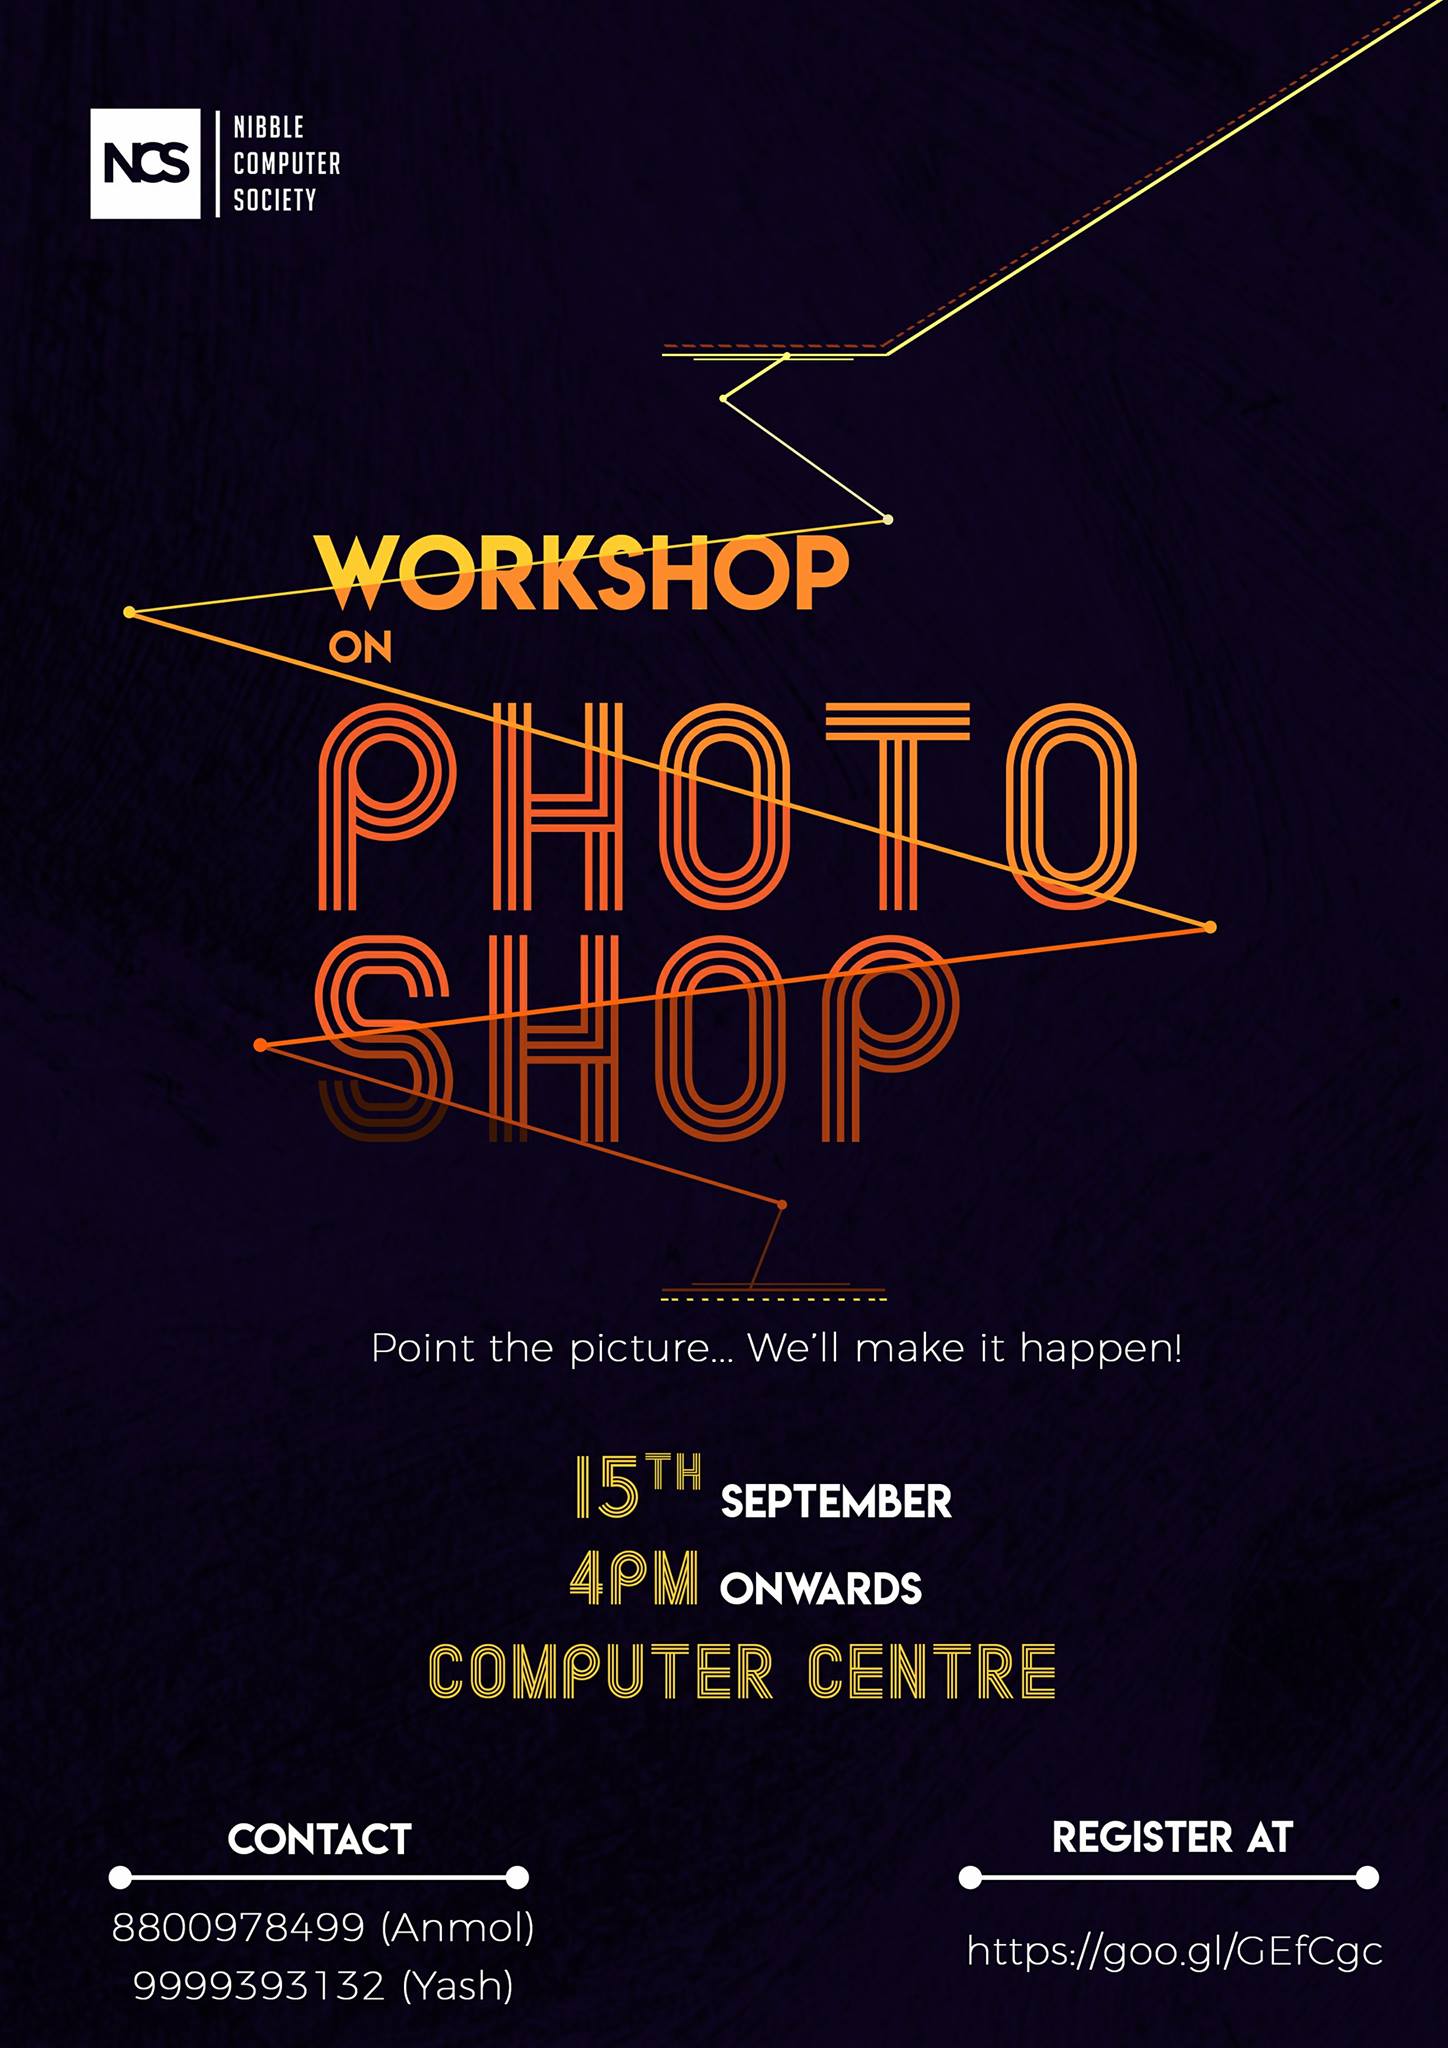 NCS
NIBBLE
COMPUTER
SOCIETY
WORKSHOP
ON
PHOTO
SHOP
Point the picture... We'll make it happen!
15TH SEPTEMBER
4PM ONWARDS
COMPUTER CENTRE
CONTACT
8800978499 (Anmol)
9999393132 (Yash)
REGISTER AT
https://goo.gl/GEfCgc